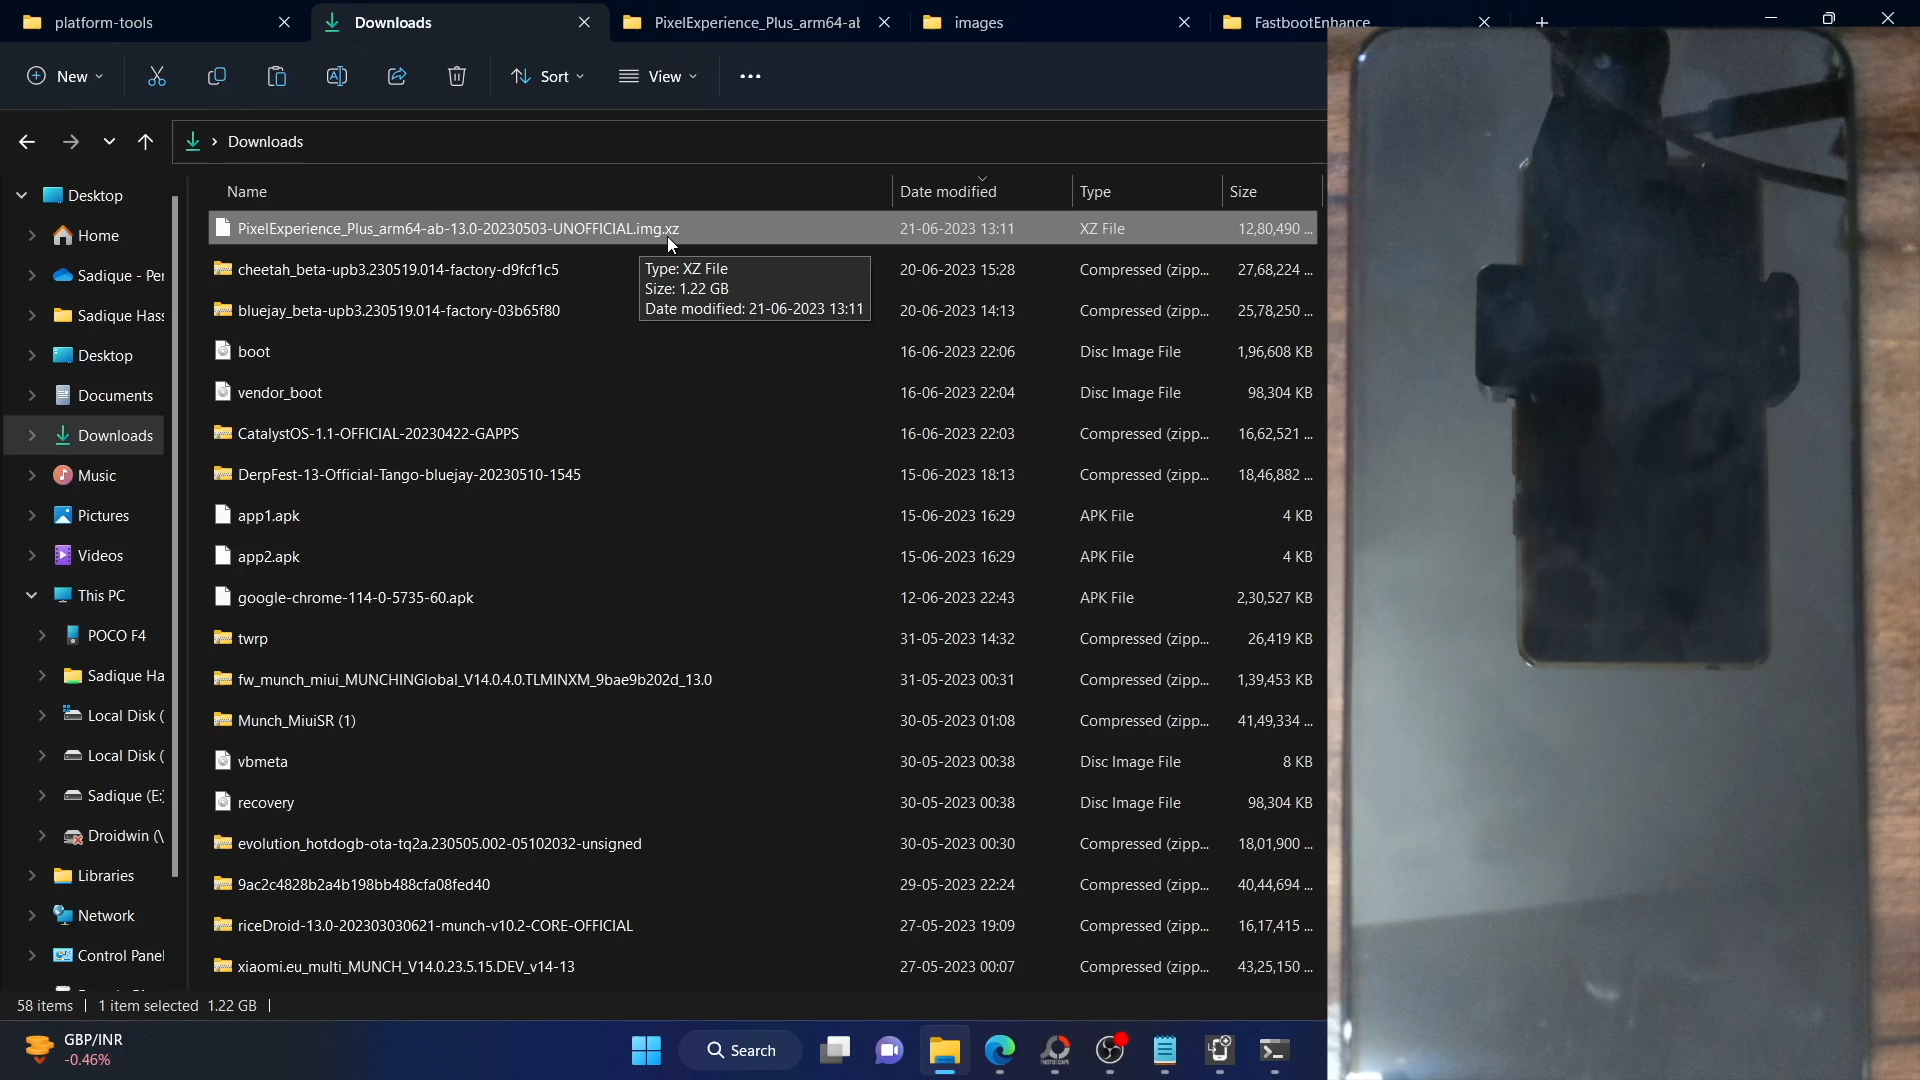 platform-tools
Downloads
PixelExperience_Plus_arm64-ab
images
FastbootEnhance
New
Sort
View
Downloads
Name
Date modified
Type
Size
PixelExperience_Plus_arm64-ab-13.0-20230503-UNOFFICIAL.img.xz 21-06-2023 13:11 XZ File 12,80,490 ...
cheetah_beta-upb3.230519.014-factory-d9fcf1c5 20-06-2023 15:28 Compressed (zipp... 27,68,224 ...
bluejay_beta-upb3.230519.014-factory-03b65f80 20-06-2023 14:13 Compressed (zipp... 25,78,250 ...
Type: XZ File
Size: 1.22 GB
Date modified: 21-06-2023 13:11
boot 16-06-2023 22:06 Disc Image File 1,96,608 KB
vendor_boot 16-06-2023 22:04 Disc Image File 98,304 KB
CatalystOS-1.1-OFFICIAL-20230422-GAPPS 16-06-2023 22:03 Compressed (zipp... 16,62,521 ...
DerpFest-13-Official-Tango-bluejay-20230510-1545 15-06-2023 18:13 Compressed (zipp... 18,46,882 ...
app1.apk 15-06-2023 16:29 APK File 4 KB
app2.apk 15-06-2023 16:29 APK File 4 KB
google-chrome-114-0-5735-60.apk 12-06-2023 22:43 APK File 2,30,527 KB
twrp 31-05-2023 14:32 Compressed (zipp... 26,419 KB
fw_munch_miui_MUNCHINGlobal_V14.0.4.0.TLMINXM_9bae9b202d_13.0 31-05-2023 00:31 Compressed (zipp... 1,39,453 KB
Munch_MiuiSR (1) 30-05-2023 01:08 Compressed (zipp... 41,49,334 ...
vbmeta 30-05-2023 00:38 Disc Image File 8 KB
recovery 30-05-2023 00:38 Disc Image File 98,304 KB
evolution_hotdogb-ota-tq2a.230505.002-05102032-unsigned 30-05-2023 00:30 Compressed (zipp... 18,01,900 ...
9ac2c4828b2a4b198bb488cfa08fed40 29-05-2023 22:24 Compressed (zipp... 40,44,694 ...
riceDroid-13.0-202303030621-munch-v10.2-CORE-OFFICIAL 27-05-2023 19:09 Compressed (zipp... 16,17,415 ...
xiaomi.eu_multi_MUNCH_V14.0.23.5.15.DEV_v14-13 27-05-2023 00:07 Compressed (zipp... 43,25,150 ...
Desktop
Home
Sadique - Per
Sadique Hass
Desktop
Documents
Downloads
Music
Pictures
Videos
This PC
POCO F4
Sadique Ha
Local Disk (
Local Disk (
Sadique (E:
Droidwin (\
Libraries
Network
Control Panel
58 items
1 item selected 1.22 GB
GBP/INR
-0.46%
Search